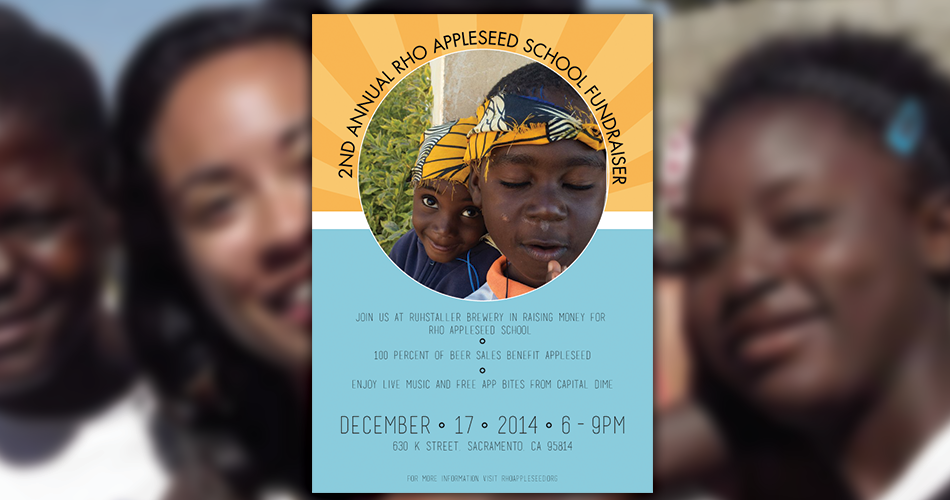 2ND ANNUAL RHO APPLESEED SCHOOL FUNDRAISER
JOIN US AT RUHSTALLER BREWERY IN RAISING MONEY FOR
RHO APPLESEED SCHOOL
100 PERCENT OF BEER SALES BENEFIT APPLESEED
ENJOY LIVE MUSIC AND FREE APP BITES FROM CAPITAL DIME
DECEMBER • 17 • 2014 • 6 - 9PM
630 K STREET. SACRAMENTO. CA 95814
FOR MORE INFORMATION VISIT RHOAPPLESEED.ORG